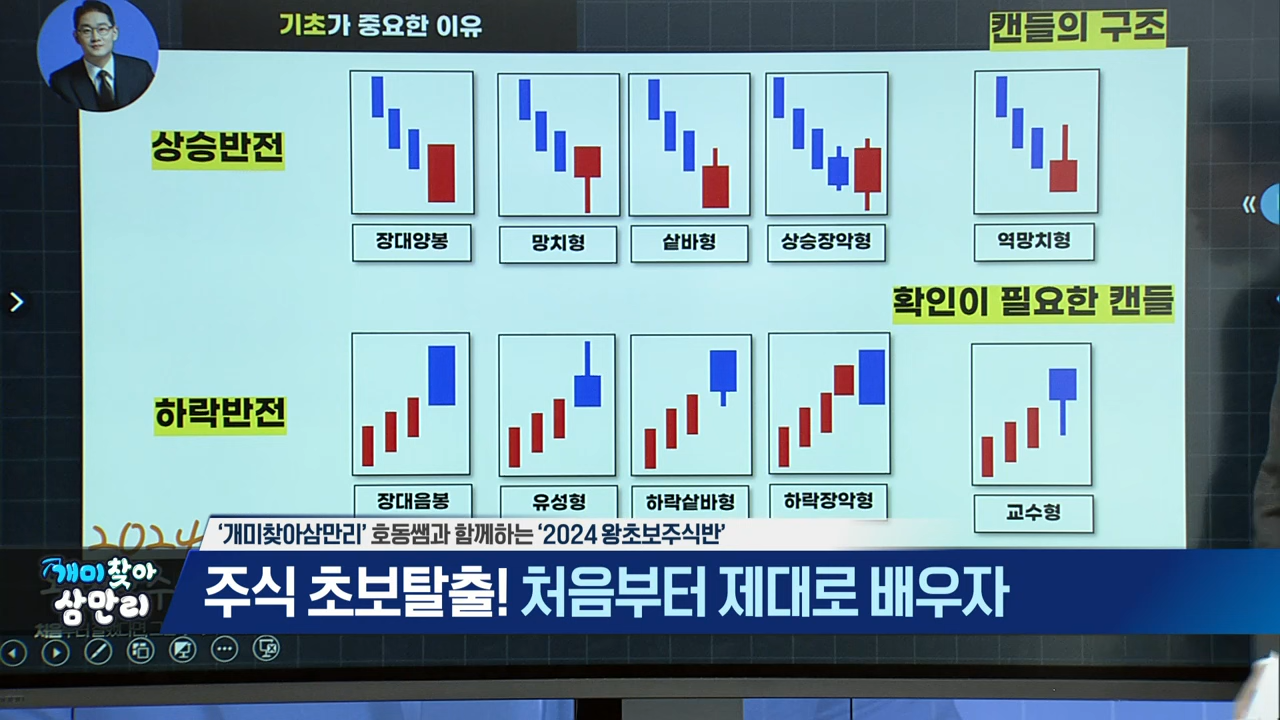 기초가 중요한 이유
캔들의 구조
상승반전
장대양봉
망치형
샅바형
상승장악형
역망치형
확인이 필요한 캔들
하락반전
장대음봉
유성형
하락샅바형
하락장악형
교수형
2024
'개미찾아삼만리' 호동쌤과 함께하는 '2024 왕초보주식반'
개미찾아
삼만리
주식 초보탈출! 처음부터 제대로 배우자